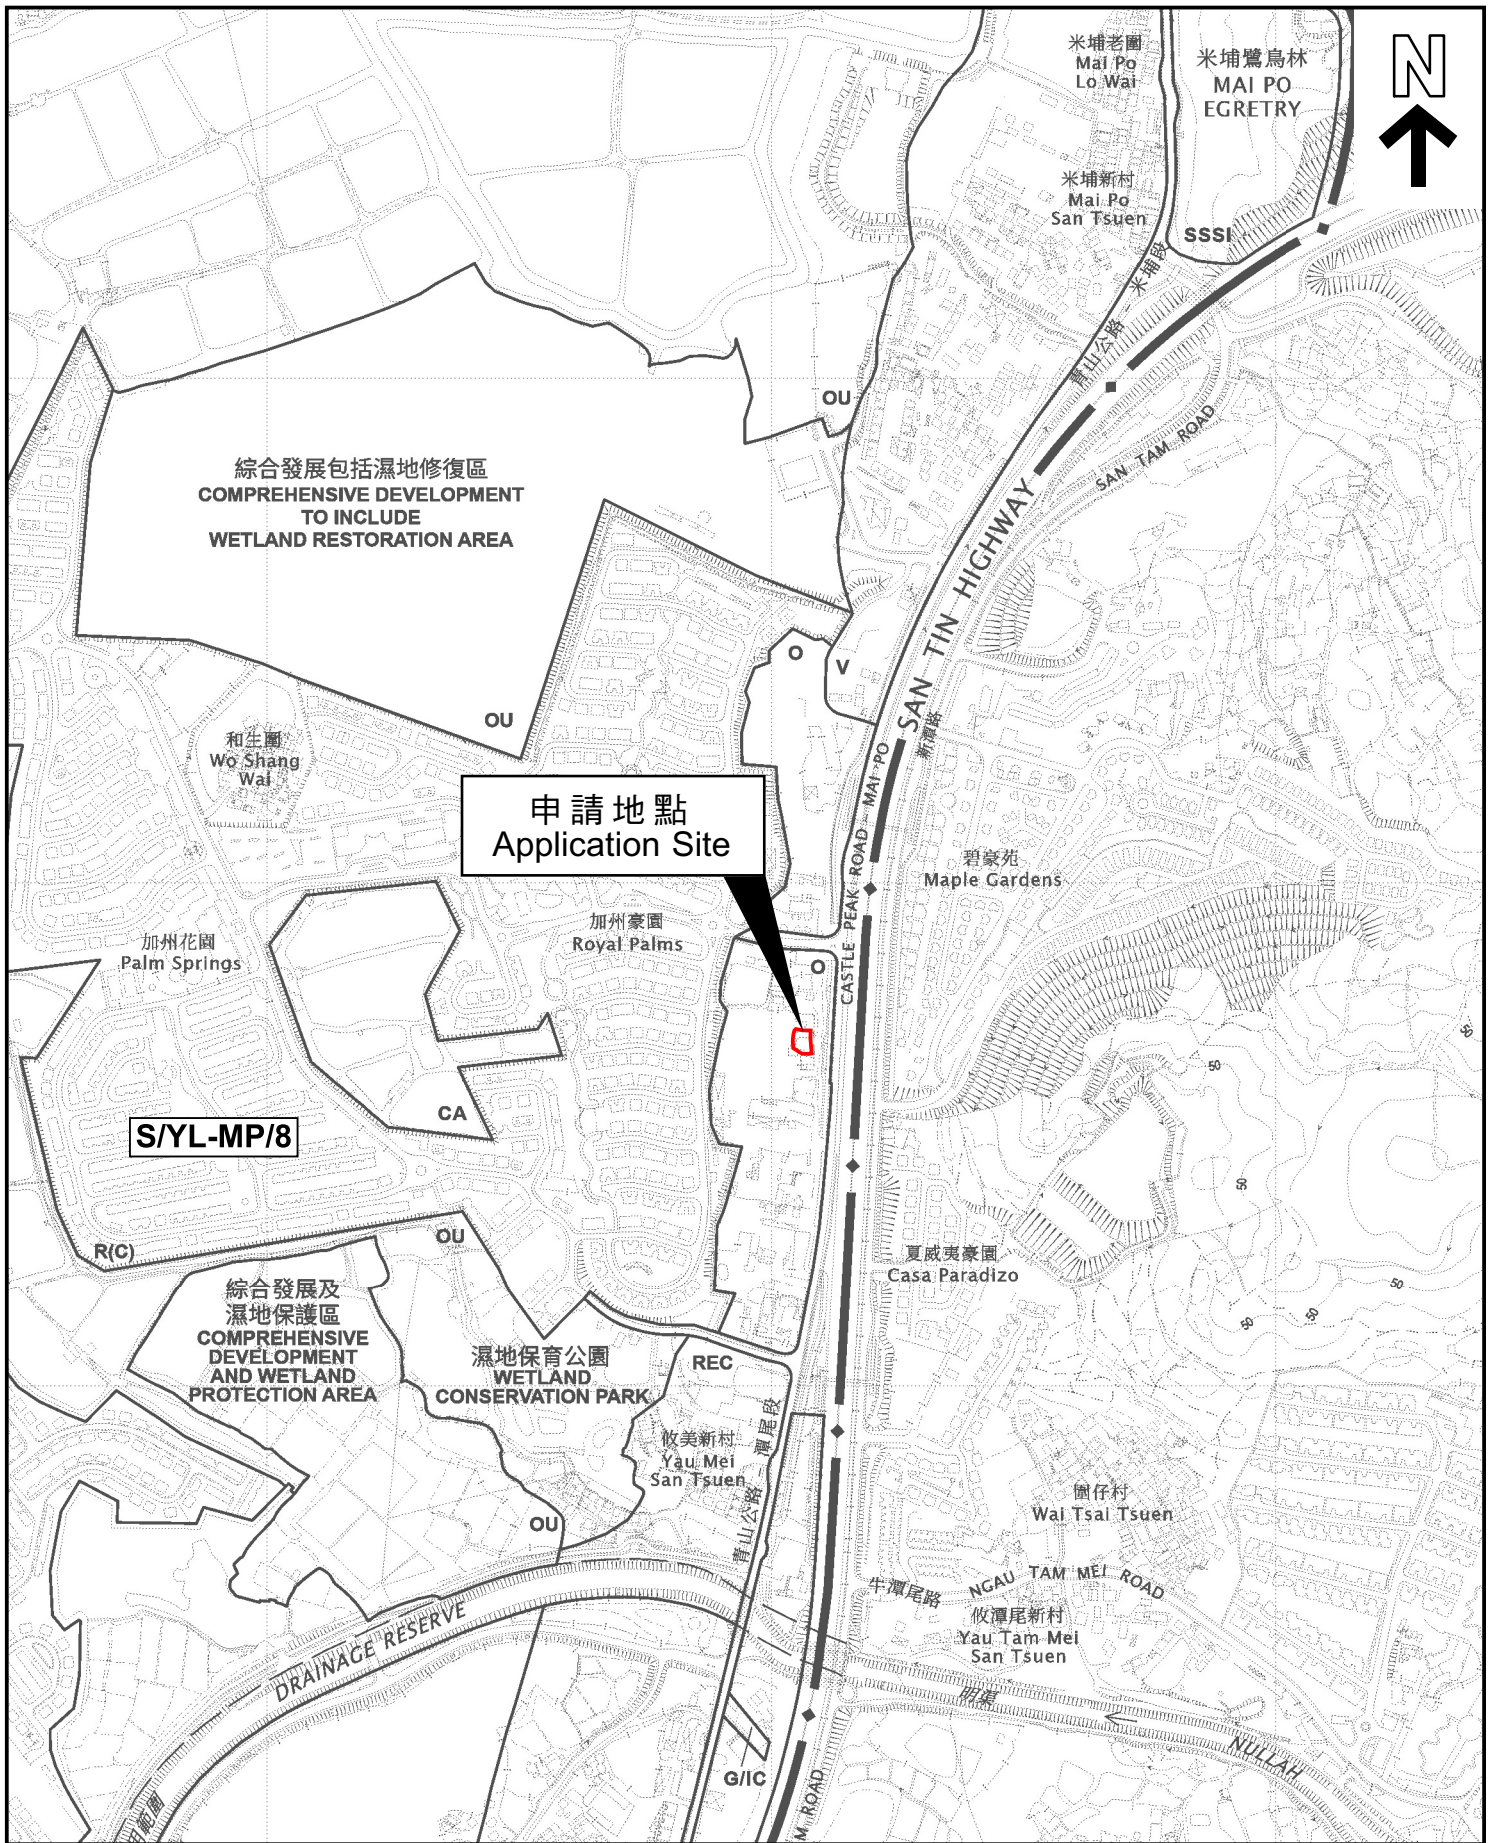 米埔老圍
Mai Po
Lo Wai
米埔鷺鳥林
MAI PO
EGRETRY
N
米埔新村
Mai Po
San Tsuen
SSSI
青山公路 - 米埔段
OU
SAN TAM ROAD
綜合發展包括濕地修復區
COMPREHENSIVE DEVELOPMENT
TO INCLUDE
WETLAND RESTORATION AREA
SAN TIN HIGHWAY
O
V
OU
新潭路
和生圍
Wo Shang
Wai
申請地點
Application Site
CASTLE PEAK ROAD - MAI PO
碧豪苑
Maple Gardens
加州豪園
Royal Palms
加州花園
Palm Springs
O
50
50
CA
S/YL-MP/8
50
R(C)
OU
夏威夷豪園
Casa Paradizo
50
50
50
綜合發展及
濕地保護區
COMPREHENSIVE
DEVELOPMENT
AND WETLAND
PROTECTION AREA
濕地保育公園
WETLAND
CONSERVATION PARK
REC
青山公路 - 潭尾段
攸美新村
Yau Mei
San Tsuen
圍仔村
Wai Tsai Tsuen
OU
牛潭尾路
NGAU TAM MEI ROAD
攸潭尾新村
Yau Tam Mei
San Tsuen
DRAINAGE RESERVE
明渠
NULLAH
G/IC
M ROAD